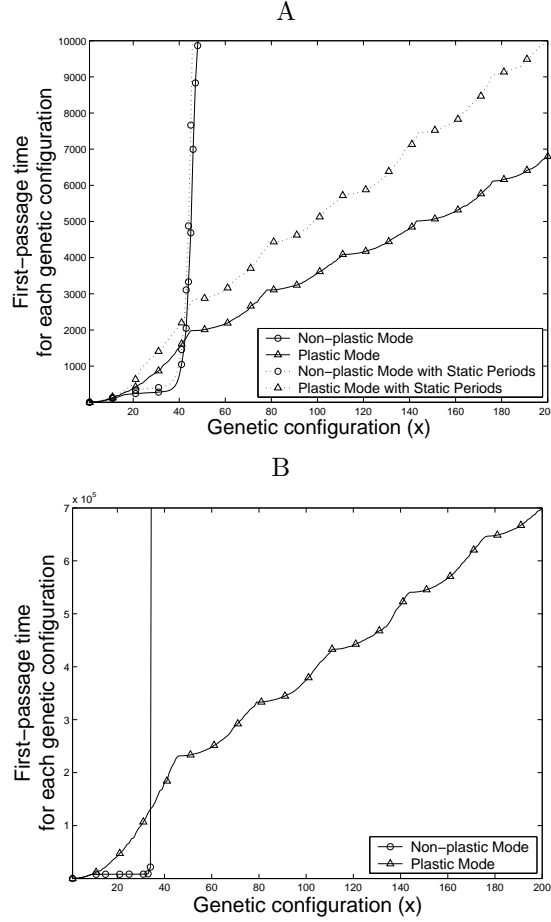 A
10000
9000
8000
7000
6000
5000
4000
3000
2000
1000
First−passage time
for each genetic configuration
Non−plastic Mode
Plastic Mode
Non−plastic Mode with Static Periods
Plastic Mode with Static Periods
20 40 60 80 100 120 140 160 180 200
Genetic configuration (x)
B
x 10^5
7
6
5
4
3
2
1
First−passage time
for each genetic configuration
Non−plastic Mode
Plastic Mode
20 40 60 80 100 120 140 160 180 200
Genetic configuration (x)